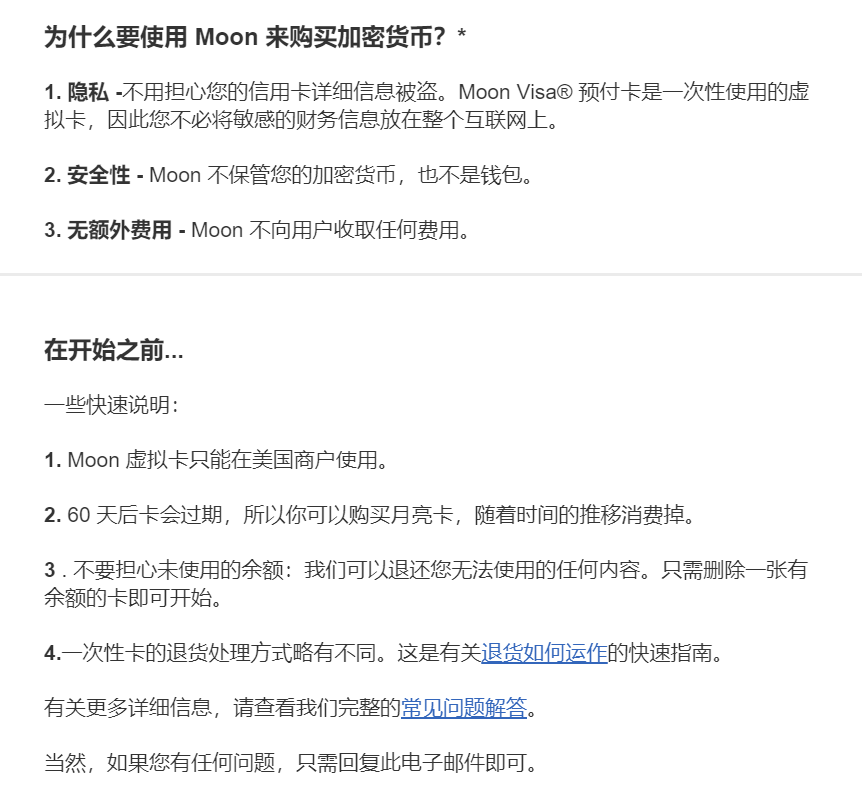 为什么要使用 Moon 来购买加密货币？*
1. 隐私 -不用担心您的信用卡详细信息被盗。Moon Visa® 预付卡是一次性使用的虚
拟卡，因此您不必将敏感的财务信息放在整个互联网上。
2. 安全性 - Moon 不保管您的加密货币，也不是钱包。
3. 无额外费用 - Moon 不向用户收取任何费用。
在开始之前...
一些快速说明：
1. Moon 虚拟卡只能在美国商户使用。
2. 60 天后卡会过期，所以你可以购买月亮卡，随着时间的推移消费掉。
3 . 不要担心未使用的余额：我们可以退还您无法使用的任何内容。只需删除一张有
余额的卡即可开始。
4.一次性卡的退货处理方式略有不同。这是有关退货如何运作的快速指南。
有关更多详细信息，请查看我们完整的常见问题解答。
当然，如果您有任何问题，只需回复此电子邮件即可。